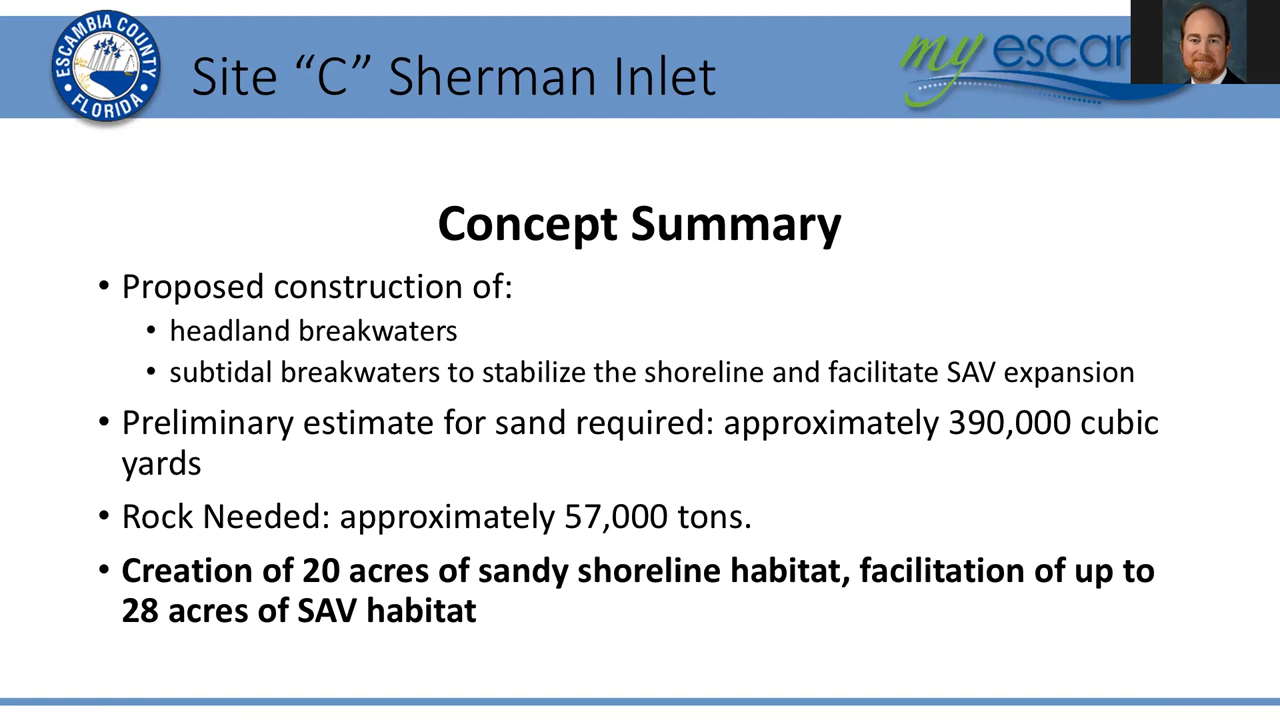 ESCAMBIA COUNTY
FLORIDA
Site “C” Sherman Inlet
my escar
Concept Summary
• Proposed construction of:
• headland breakwaters
• subtidal breakwaters to stabilize the shoreline and facilitate SAV expansion
• Preliminary estimate for sand required: approximately 390,000 cubic
yards
• Rock Needed: approximately 57,000 tons.
• Creation of 20 acres of sandy shoreline habitat, facilitation of up to
28 acres of SAV habitat